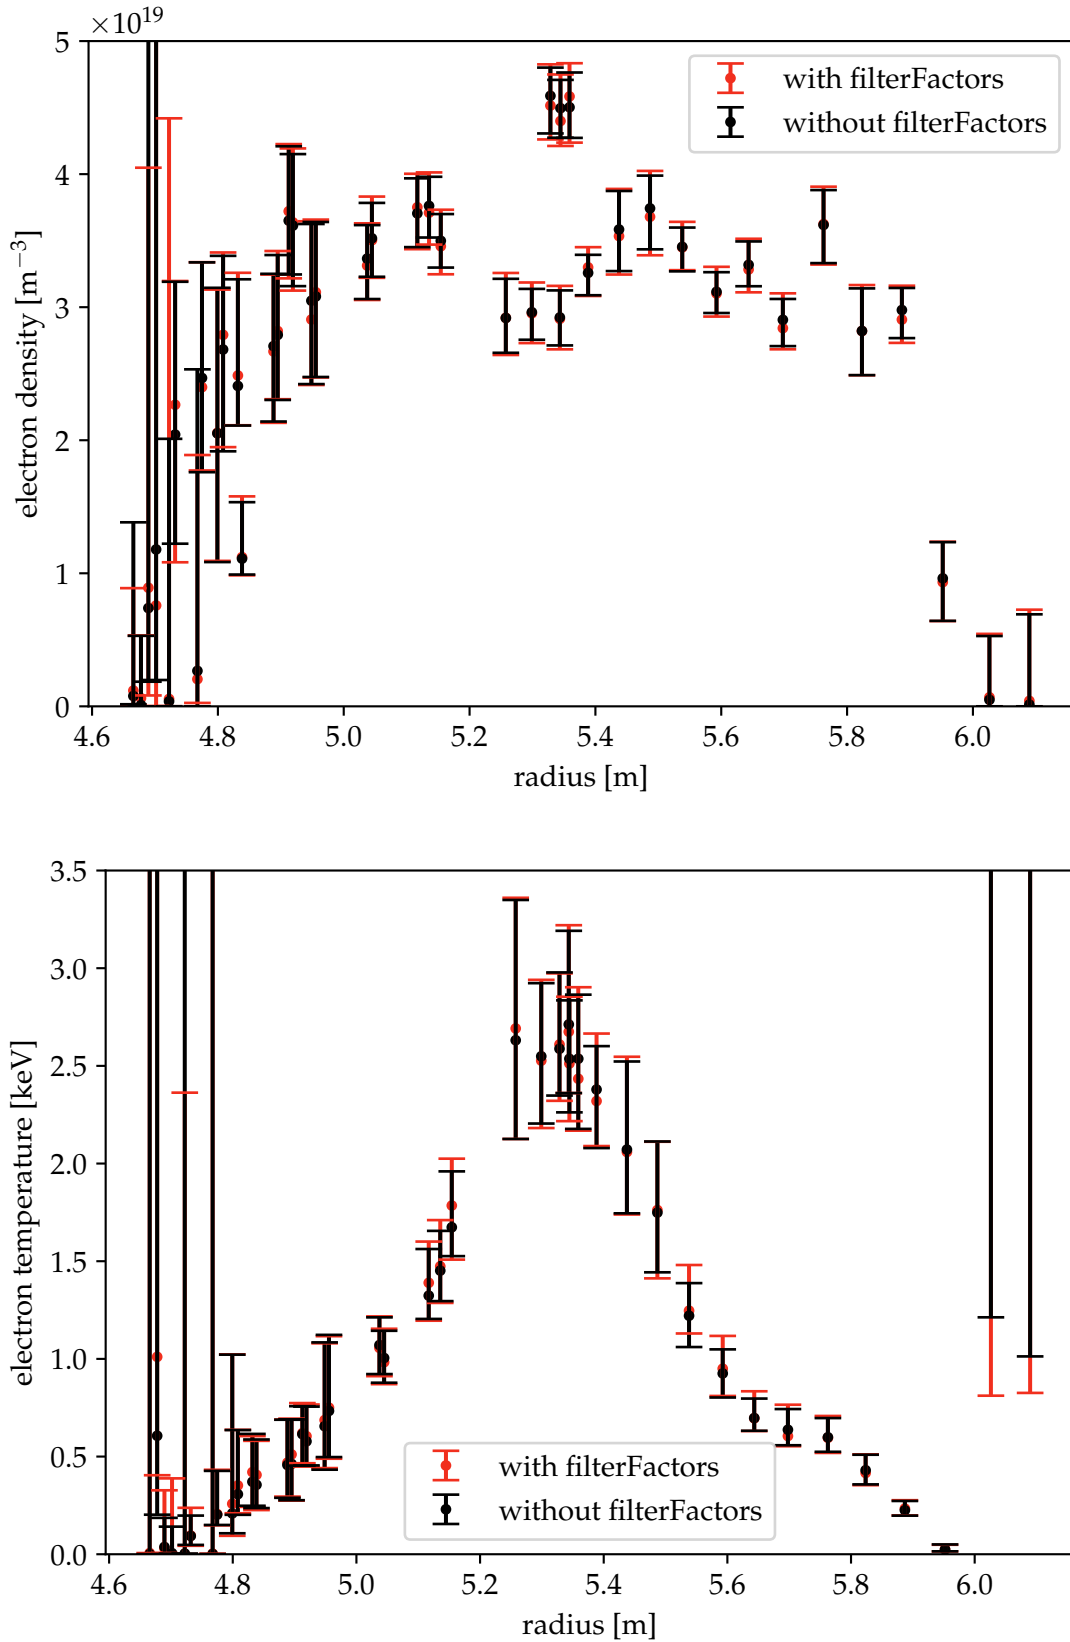 ×10¹⁹
5
4
3
2
1
0
electron density [m⁻³]
with filterFactors
without filterFactors
4.6 4.8 5.0 5.2 5.4 5.6 5.8 6.0
radius [m]
3.5
3.0
2.5
2.0
1.5
1.0
0.5
0.0
electron temperature [keV]
with filterFactors
without filterFactors
4.6 4.8 5.0 5.2 5.4 5.6 5.8 6.0
radius [m]